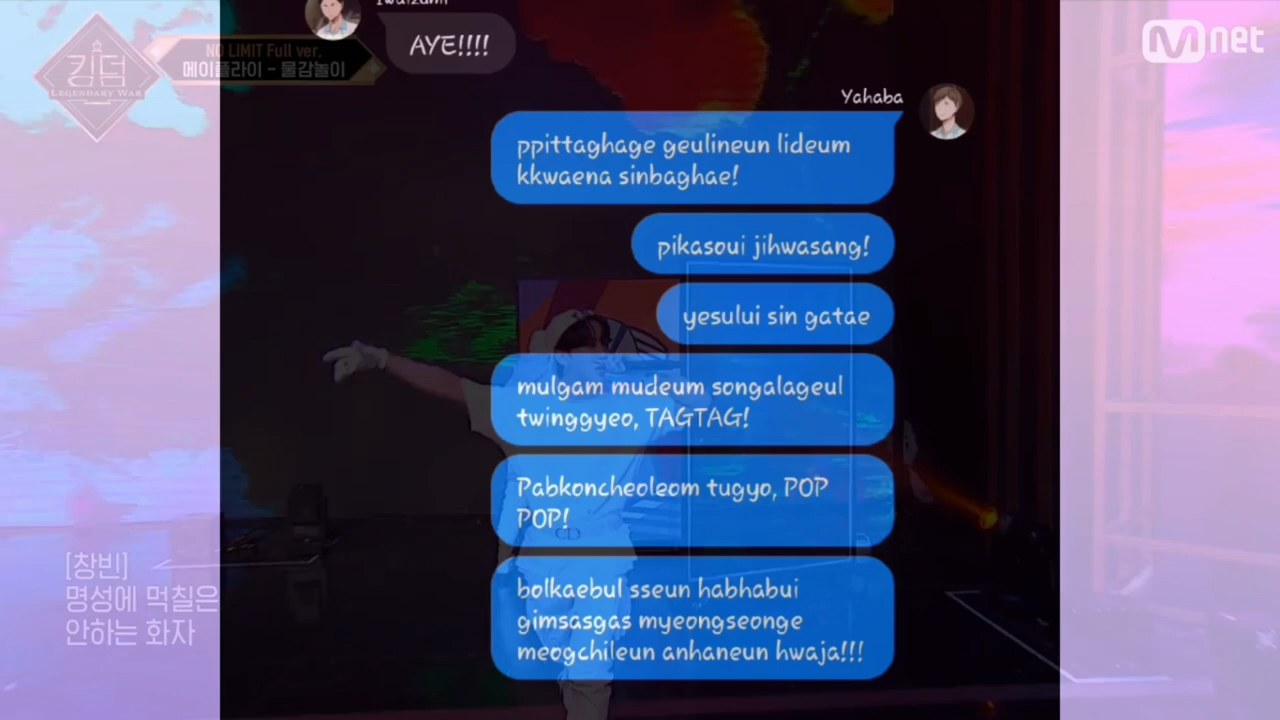 Iwaizumi
AYE!!!!
킹덤
LEGENDARY WAR
NO LIMIT Full ver.
메이플라이 - 물감놀이
Mnet
Yahaba
ppittaghage geulineun lideum
kkwaena sinbaghae!
pikasoui jihwasang!
yesului sin gatae
mulgam mudeum songalageul
twinggyeo, TAGTAG!
Pabkoncheoleom tugyo, POP
POP!
CD
bolkaebul sseun habhabui
gimsasgas myeongseonge
meogchileun anhaneun hwaja!!!
[창빈]
명성에 먹칠은
안하는 화자